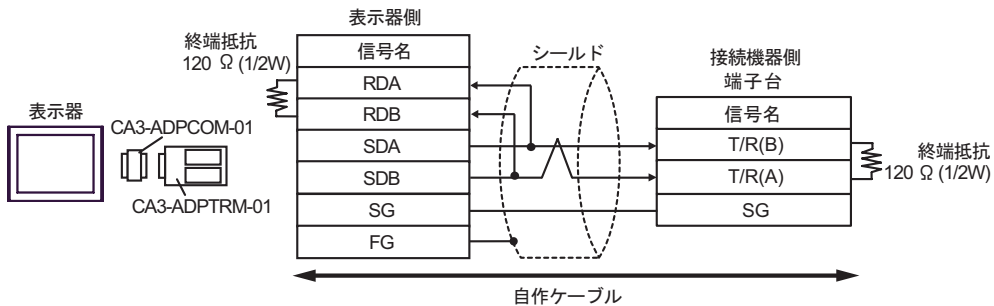 表示器側
終端抵抗
120 Ω (1/2W)
信号名
RDA
RDB
SDA
SDB
SG
FG
表示器
CA3-ADPCOM-01
CA3-ADPTRM-01
シールド
接続機器側
端子台
信号名
T/R(B)
T/R(A)
SG
終端抵抗
120 Ω (1/2W)
自作ケーブル